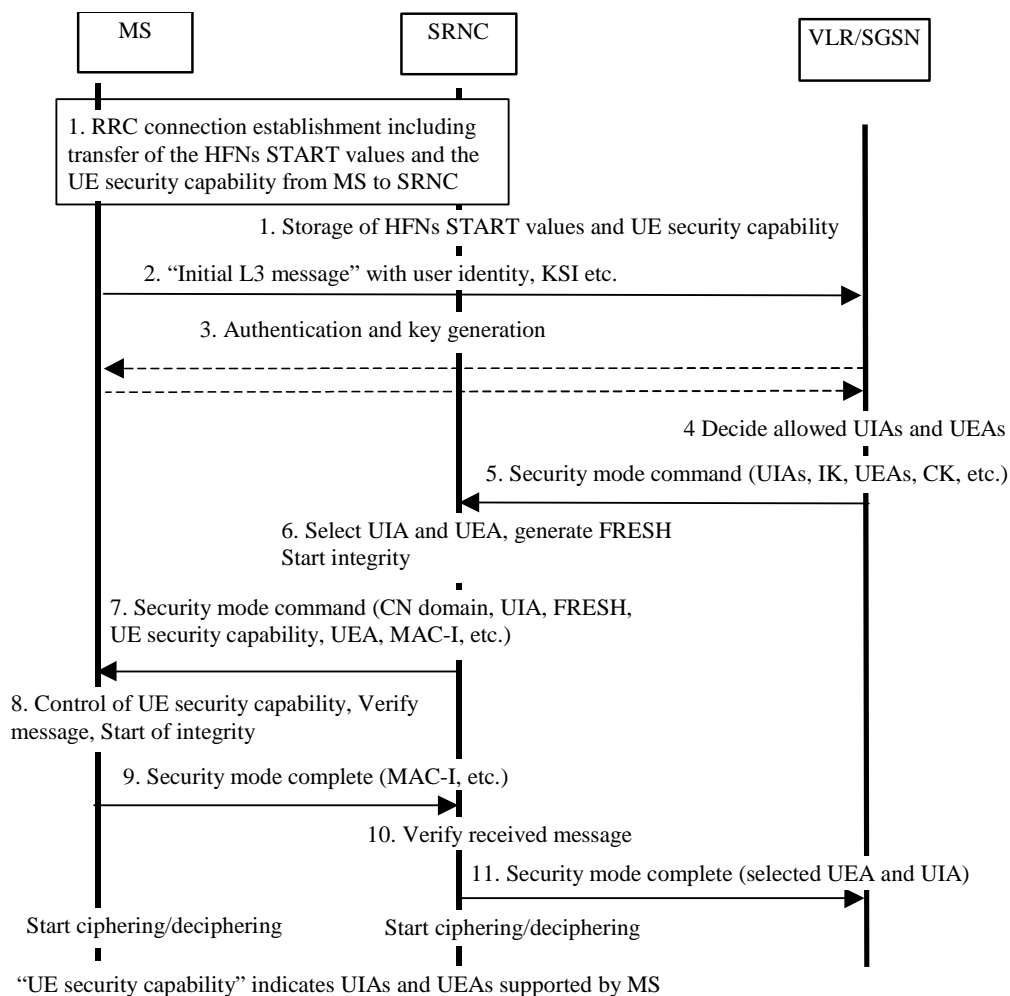 MS
SRNC
VLR/SGSN
1. RRC connection establishment including
transfer of the HFNs START values and the
UE security capability from MS to SRNC
1. Storage of HFNs START values and UE security capability
2. “Initial L3 message” with user identity, KSI etc.
3. Authentication and key generation
4 Decide allowed UIAs and UEAs
5. Security mode command (UIAs, IK, UEAs, CK, etc.)
6. Select UIA and UEA, generate FRESH
Start integrity
7. Security mode command (CN domain, UIA, FRESH,
UE security capability, UEA, MAC-I, etc.)
8. Control of UE security capability, Verify
message, Start of integrity
9. Security mode complete (MAC-I, etc.)
10. Verify received message
11. Security mode complete (selected UEA and UIA)
Start ciphering/deciphering
Start ciphering/deciphering
“UE security capability” indicates UIAs and UEAs supported by MS